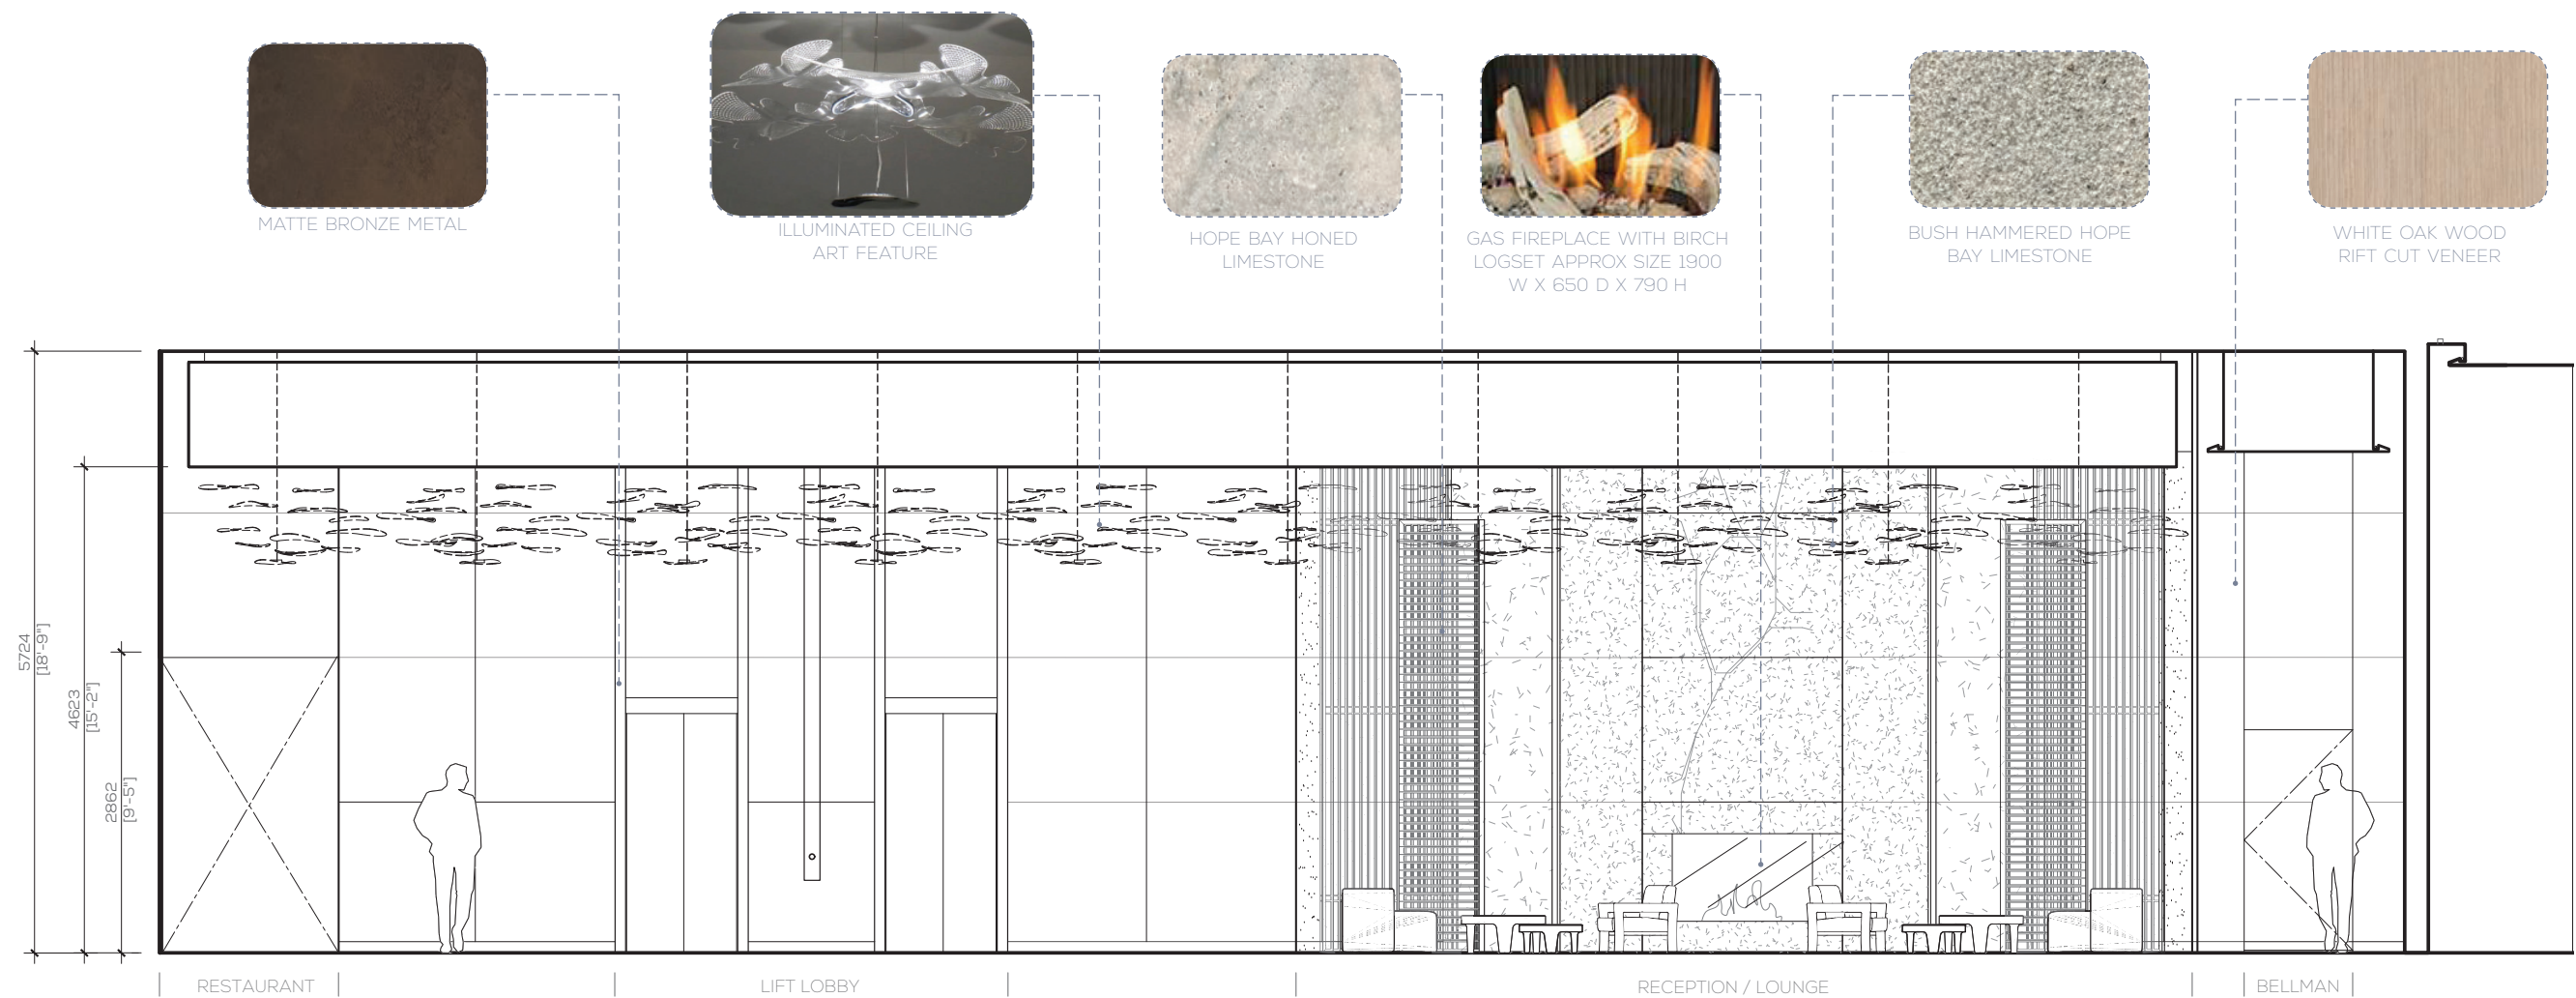 MATTE BRONZE METAL
ILLUMINATED CEILING
ART FEATURE
HOPE BAY HONED
LIMESTONE
GAS FIREPLACE WITH BIRCH
LOGSET APPROX SIZE 1900
W X 650 D X 790 H
BUSH HAMMERED HOPE
BAY LIMESTONE
WHITE OAK WOOD
RIFT CUT VENEER
5724
[18'-9"]
4623
[15'-2"]
2862
[9'-5"]
RESTAURANT
LIFT LOBBY
RECEPTION / LOUNGE
BELLMAN